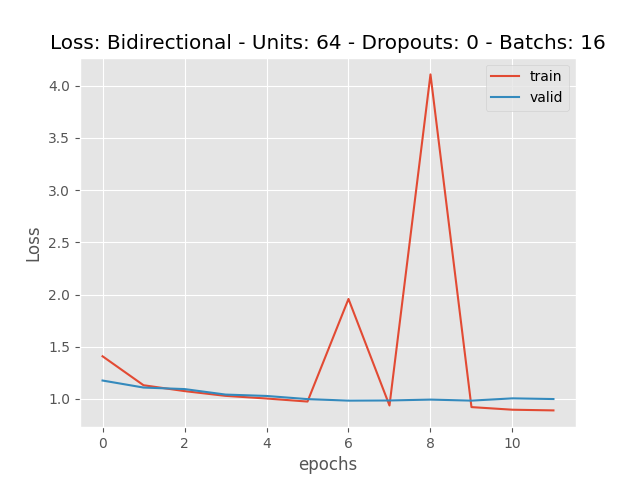 Loss: Bidirectional - Units: 64 - Dropouts: 0 - Batchs: 16
train
valid
4.0
3.5
3.0
2.5
2.0
1.5
1.0
Loss
0 2 4 6 8 10
epochs